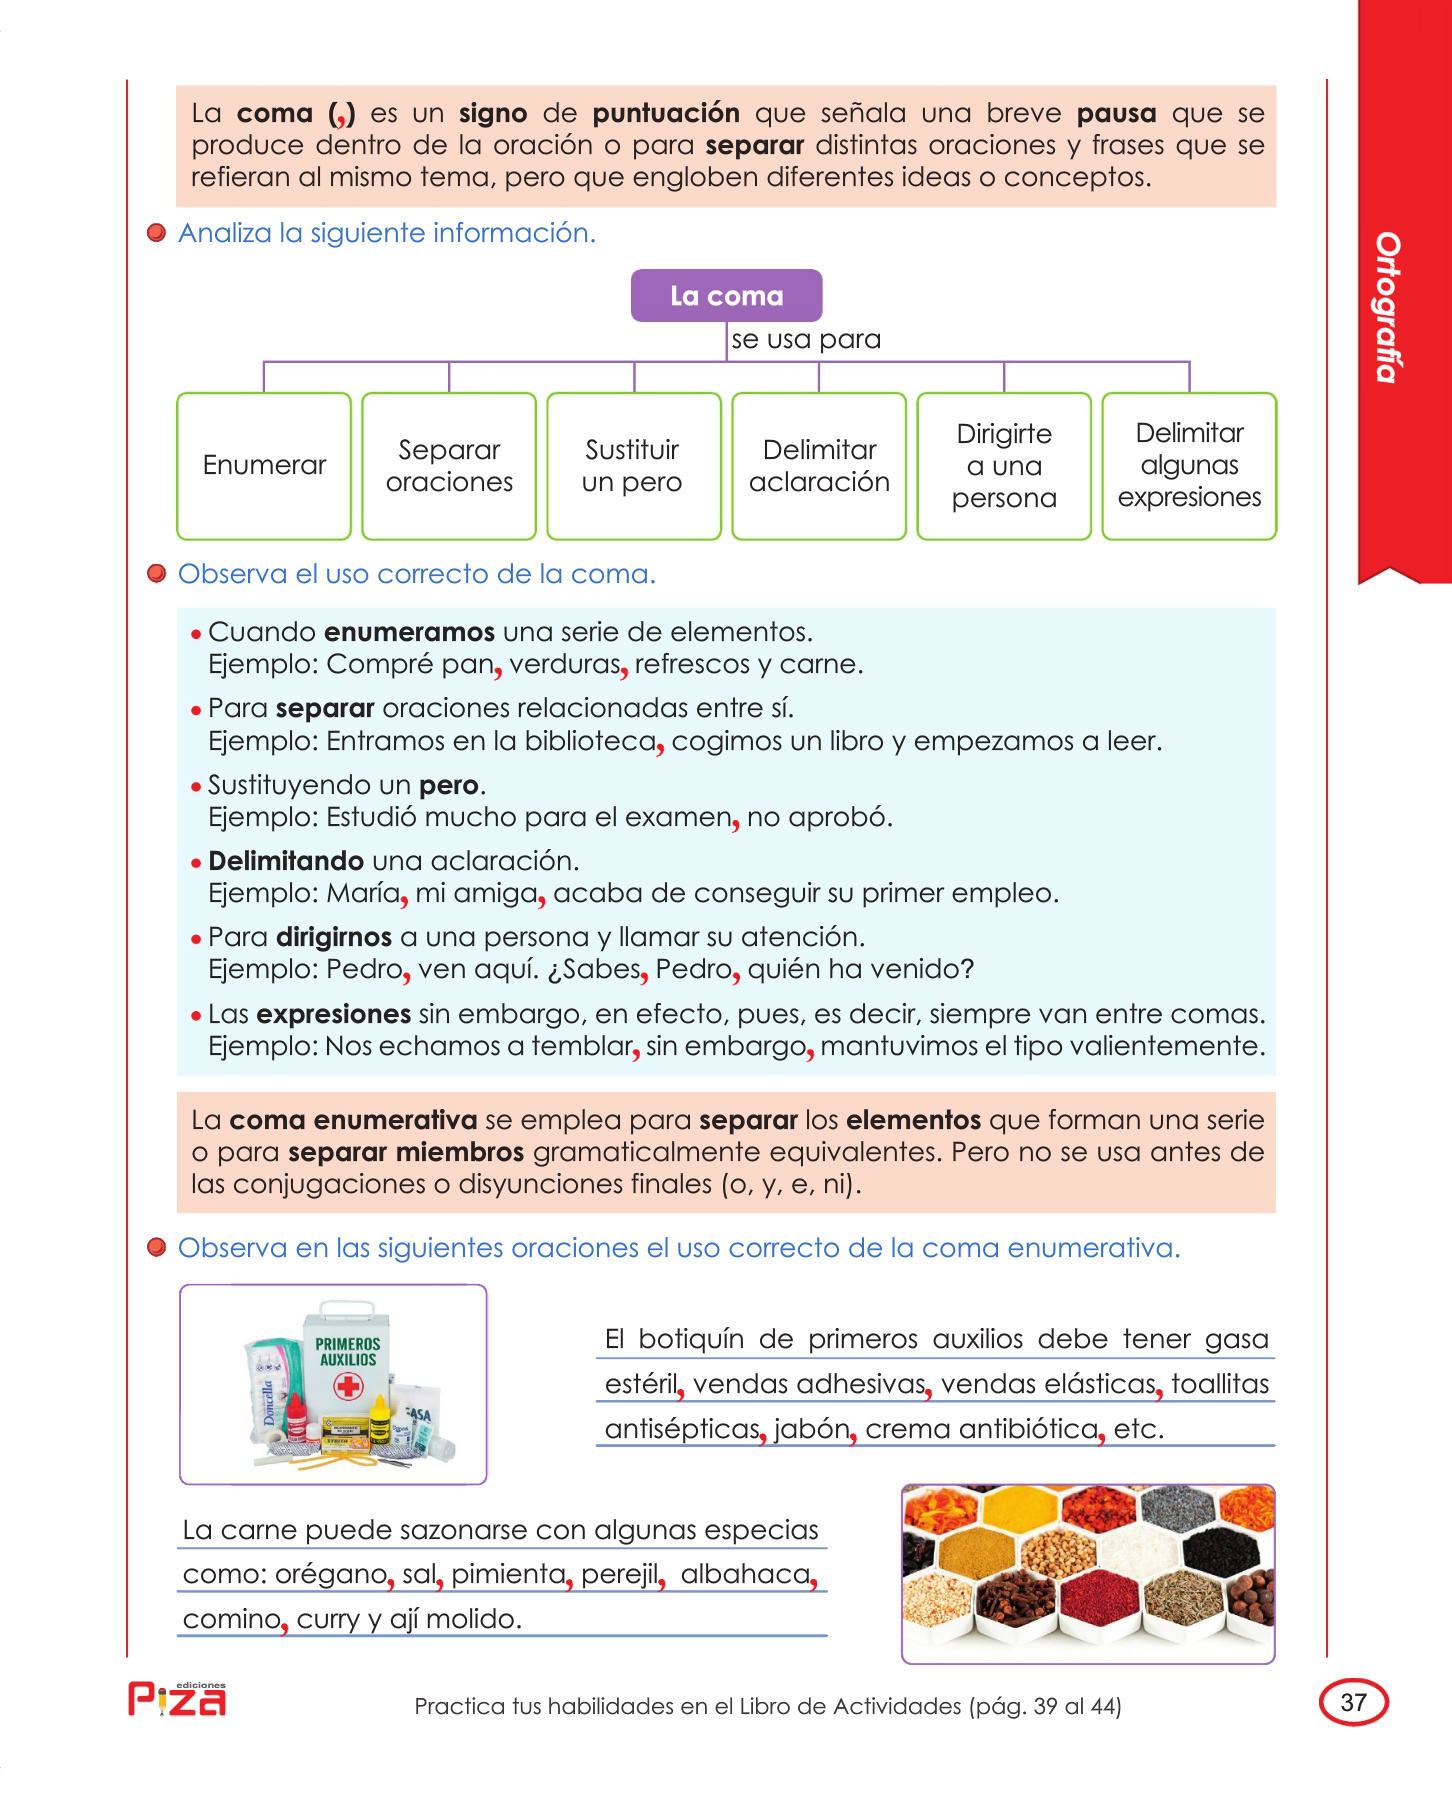 La coma (,) es un signo de puntuación que señala una breve pausa que se
produce dentro de la oración o para separar distintas oraciones y frases que se
refieran al mismo tema, pero que engloben diferentes ideas o conceptos.
Analiza la siguiente información.
La coma
se usa para
Enumerar
Separar
oraciones
Sustituir
un pero
Delimitar
aclaración
Dirigirte
a una
persona
Delimitar
algunas
expresiones
Ortografía
Observa el uso correcto de la coma.
• Cuando enumeramos una serie de elementos.
Ejemplo: Compré pan, verduras, refrescos y carne.
• Para separar oraciones relacionadas entre sí.
Ejemplo: Entramos en la biblioteca, cogimos un libro y empezamos a leer.
• Sustituyendo un pero.
Ejemplo: Estudió mucho para el examen, no aprobó.
• Delimitando una aclaración.
Ejemplo: María, mi amiga, acaba de conseguir su primer empleo.
• Para dirigirnos a una persona y llamar su atención.
Ejemplo: Pedro, ven aquí. ¿Sabes, Pedro, quién ha venido?
• Las expresiones sin embargo, en efecto, pues, es decir, siempre van entre comas.
Ejemplo: Nos echamos a temblar, sin embargo, mantuvimos el tipo valientemente.
La coma enumerativa se emplea para separar los elementos que forman una serie
o para separar miembros gramaticalmente equivalentes. Pero no se usa antes de
las conjugaciones o disyunciones finales (o, y, e, ni).
Observa en las siguientes oraciones el uso correcto de la coma enumerativa.
PRIMEROS
AUXILIOS
Doncella
El botiquín de primeros auxilios debe tener gasa
estéril, vendas adhesivas, vendas elásticas, toallitas
antisépticas, jabón, crema antibiótica, etc.
La carne puede sazonarse con algunas especias
como: orégano, sal, pimienta, perejil, albahaca,
comino, curry y ají molido.
ediciones
Piza
Practica tus habilidades en el Libro de Actividades (pág. 39 al 44)
37